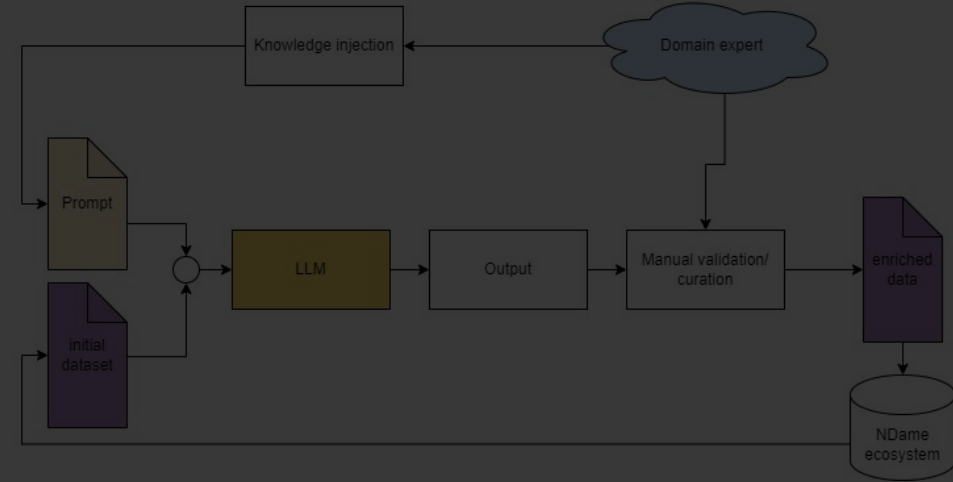 Knowledge injection
Domain expert
Prompt
LLM
Output
Manual validation/
curation
enriched
data
initial
dataset
NDame
ecosystem